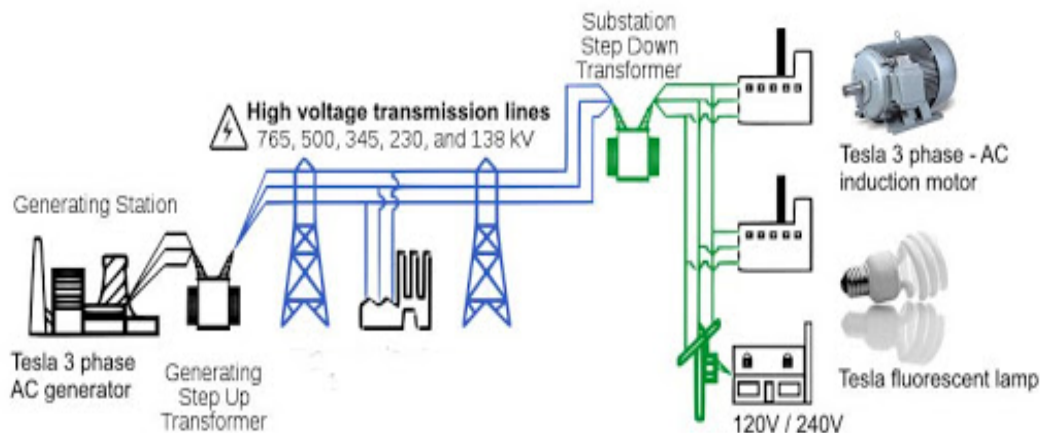 Substation
Step Down
Transformer
High voltage transmission lines
765, 500, 345, 230, and 138 kV
Tesla 3 phase - AC
induction motor
Generating Station
Tesla 3 phase
AC generator
Generating
Step Up
Transformer
Tesla fluorescent lamp
120V / 240V